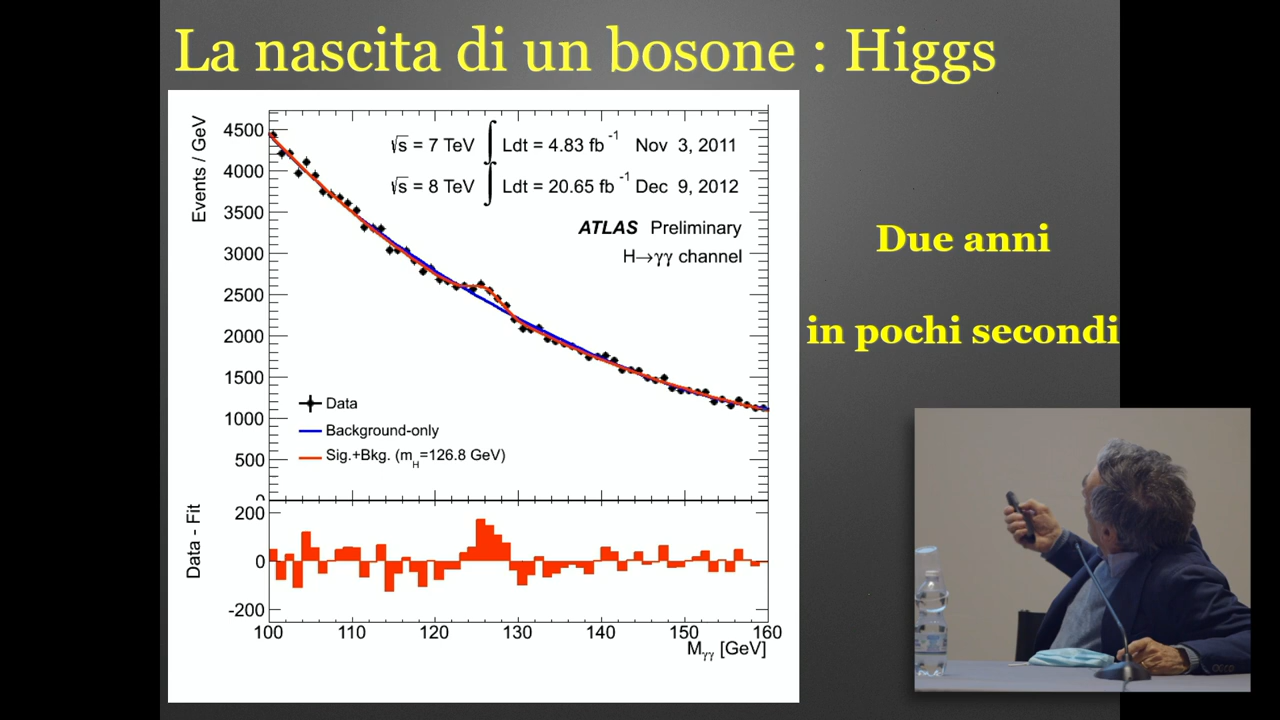 La nascita di un bosone : Higgs
Events / GeV
4500
4000
3500
3000
2500
2000
1500
1000
500
0
√s = 7 TeV ∫ Ldt = 4.83 fb⁻¹ Nov 3, 2011
√s = 8 TeV ∫ Ldt = 20.65 fb⁻¹ Dec 9, 2012
ATLAS Preliminary
H→γγ channel
Data
Background-only
Sig.+Bkg. (mH=126.8 GeV)
Data - Fit
200
0
-200
100 110 120 130 140 150 160
Mγγ [GeV]
Due anni
in pochi secondi